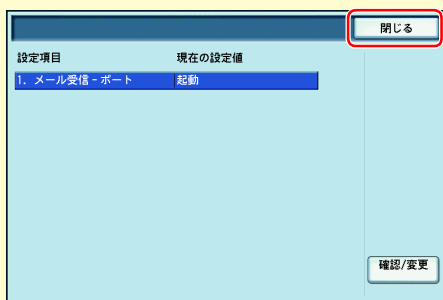 閉じる
設定項目 現在の設定値
1. メール受信 - ポート 起動
確認/変更